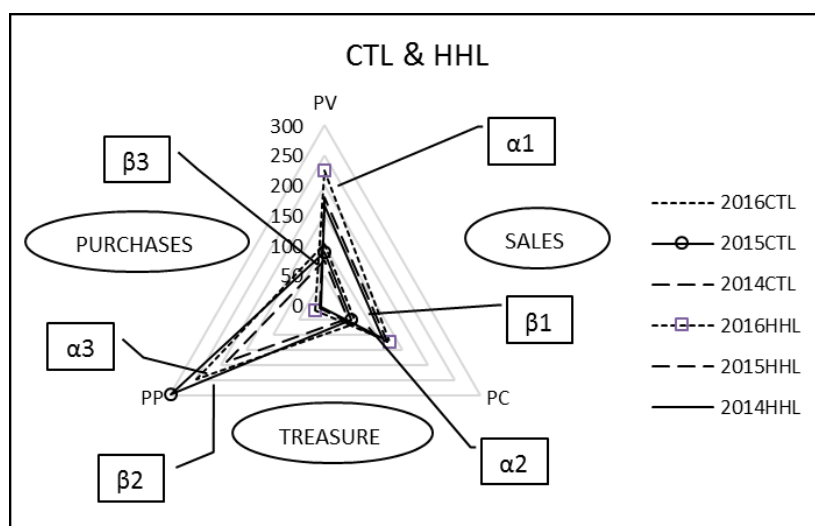 CTL & HHL
PV
300
250
200
150
100
50
0
β3
α1
PURCHASES
SALES
β1
α3
PP
PC
TREASURE
β2
α2
2016CTL
2015CTL
2014CTL
2016HHL
2015HHL
2014HHL